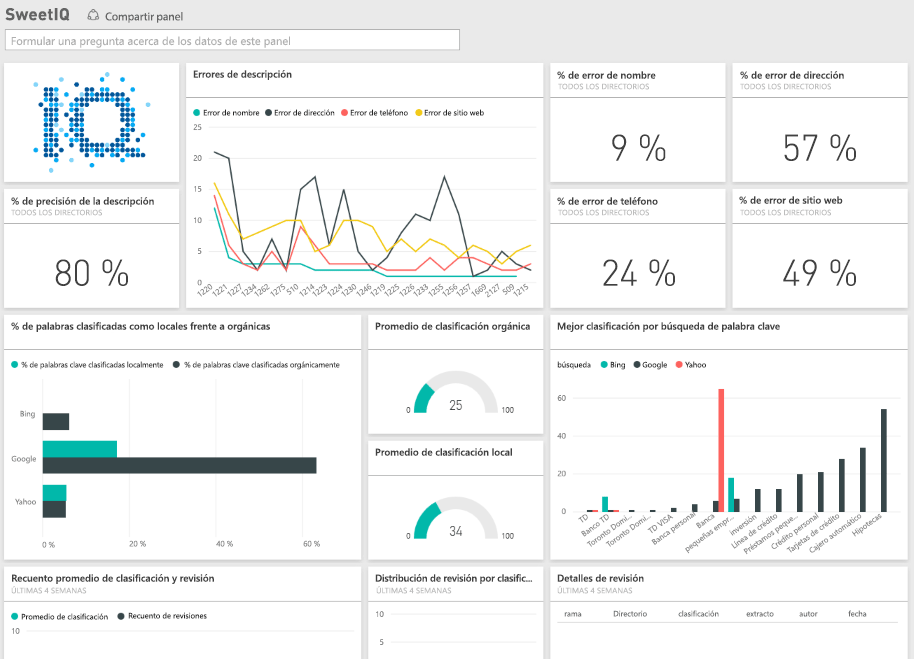 SweetIQ Compartir panel
Formular una pregunta acerca de los datos de este panel
IQ
Errores de descripción
Error de nombre Error de dirección Error de teléfono Error de sitio web
25
20
15
10
5
0
1220 1221 1227 1234 1262 1275 510 1214 1223 1224 1230 1246 1219 1225 1226 1233 1255 1256 1257 1669 2127 509 1215
% de error de nombre
TODOS LOS DIRECTORIOS
9 %
% de error de dirección
TODOS LOS DIRECTORIOS
57 %
% de precisión de la descripción
TODOS LOS DIRECTORIOS
80 %
% de error de teléfono
TODOS LOS DIRECTORIOS
24 %
% de error de sitio web
TODOS LOS DIRECTORIOS
49 %
% de palabras clasificadas como locales frente a orgánicas
% de palabras clave clasificadas localmente % de palabras clave clasificadas orgánicamente
Bing
Google
Yahoo
0 % 20 % 40 % 60 %
Promedio de clasificación orgánica
0 25 100
Promedio de clasificación local
0 34 100
Mejor clasificación por búsqueda de palabra clave
búsqueda Bing Google Yahoo
60
40
20
0
TD
Banco TD
Toronto Domi...
Toronto Domi...
TD VISA
Banca personal
Banca
pequeñas empr...
inversión
Línea de crédito
Préstamos peque...
Crédito personal
Tarjetas de crédito
Cajero automático
Hipotecas
Recuento promedio de clasificación y revisión
ÚLTIMAS 4 SEMANAS
Promedio de clasificación Recuento de revisiones
10
Distribución de revisión por clasific...
ÚLTIMAS 4 SEMANAS
10
5
Detalles de revisión
ÚLTIMAS 4 SEMANAS
rama Directorio clasificación extracto autor fecha